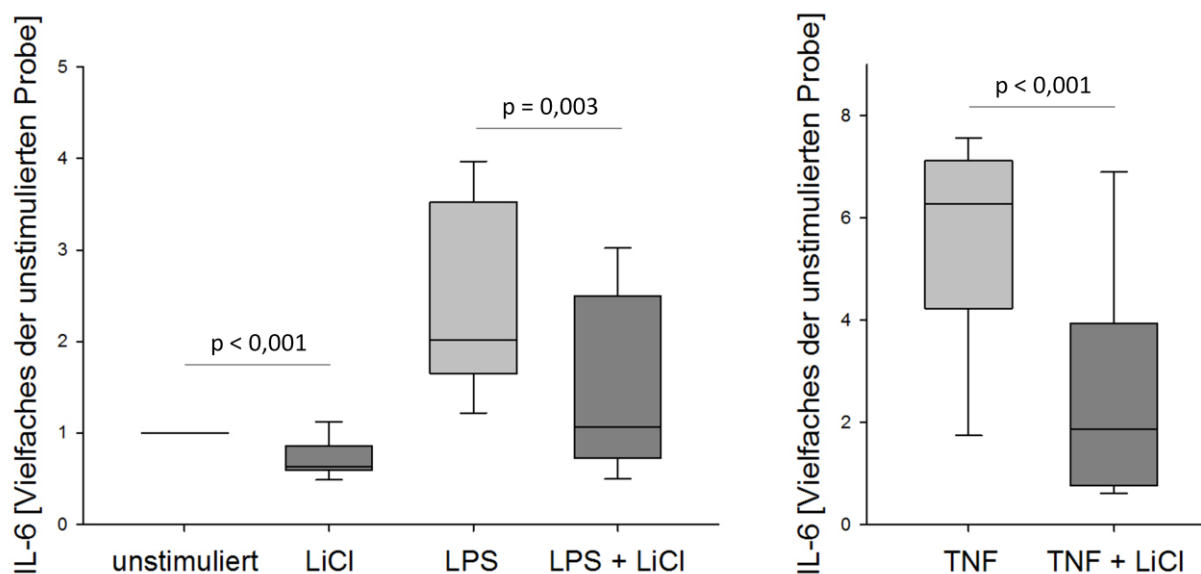 IL-6 [Vielfaches der unstimulierten Probe]
5
4
3
2
1
0
p < 0,001
p = 0,003
unstimuliert
LiCl
LPS
LPS + LiCl
IL-6 [Vielfaches der unstimulierten Probe]
8
6
4
2
0
p < 0,001
TNF
TNF + LiCl